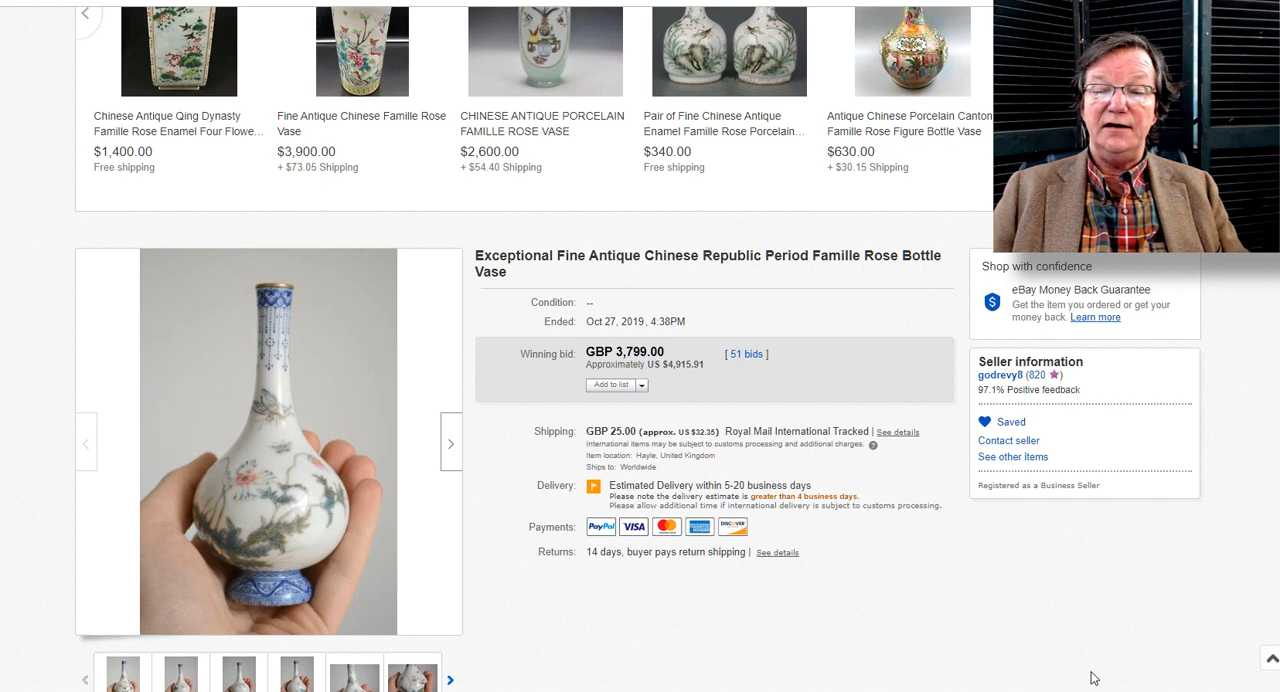 Chinese Antique Qing Dynasty
Famille Rose Enamel Four Flowe...
$1,400.00
Free shipping
Fine Antique Chinese Famille Rose
Vase
$3,900.00
+ $73.05 Shipping
CHINESE ANTIQUE PORCELAIN
FAMILLE ROSE VASE
$2,600.00
+ $54.40 Shipping
Pair of Fine Chinese Antique
Enamel Famille Rose Porcelain...
$340.00
Free shipping
Antique Chinese Porcelain Canton
Famille Rose Figure Bottle Vase
$630.00
+ $30.15 Shipping
Exceptional Fine Antique Chinese Republic Period Famille Rose Bottle
Vase
Condition: --
Ended: Oct 27, 2019 , 4:38PM
Winning bid: GBP 3,799.00 [ 51 bids ]
Approximately US $4,915.91
Add to list
Shipping: GBP 25.00 (approx. US $32.35) Royal Mail International Tracked | See details
International items may be subject to customs processing and additional charges. ?
Item location: Hayle, United Kingdom
Ships to: Worldwide
Delivery: Estimated Delivery within 5-20 business days
Please note the delivery estimate is greater than 4 business days.
Please allow additional time if international delivery is subject to customs processing.
Payments: PayPal VISA MasterCard AMERICAN EXPRESS DISCOVER
Returns: 14 days, buyer pays return shipping | See details
Shop with confidence
eBay Money Back Guarantee
Get the item you ordered or get your
money back. Learn more
Seller information
godrevy8 (820 )
97.1% Positive feedback
Saved
Contact seller
See other items
Registered as a Business Seller